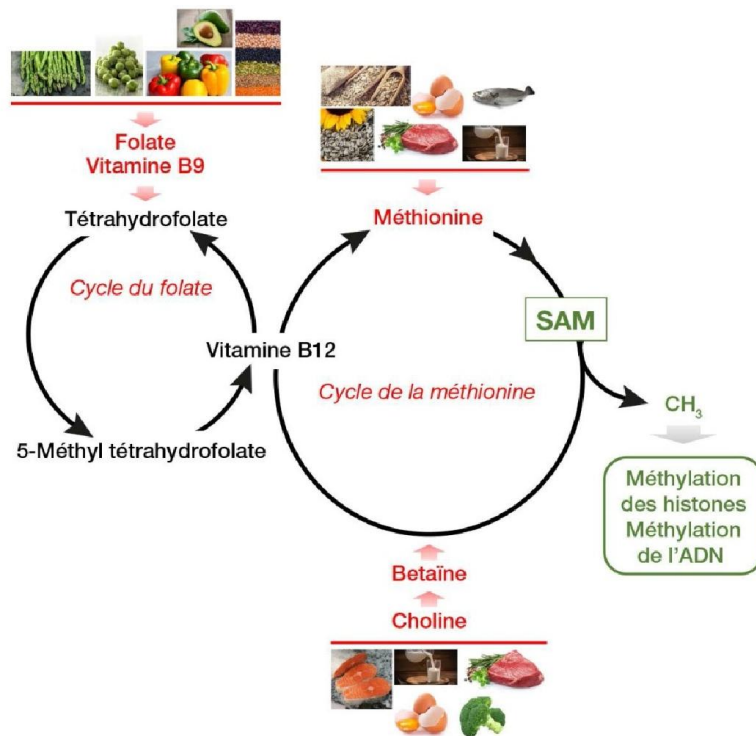 Folate
Vitamine B9
Tétrahydrofolate
Cycle du folate
Vitamine B12
5-Méthyl tétrahydrofolate
Méthionine
SAM
Cycle de la méthionine
CH₃
Méthylation
des histones
Méthylation
de l'ADN
Betaïne
Choline